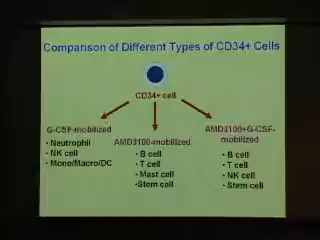 Comparison of Different Types of CD34+ Cells
CD34+ cell
G-CSF-mobilized
• Neutrophil
• NK cell
• Mono/Macro/DC
AMD3100-mobilized
• B cell
• T cell
• Mast cell
•Stem cell
AMD3100+G-CSF-
mobilized
• B cell
• T cell
• NK cell
• Stem cell